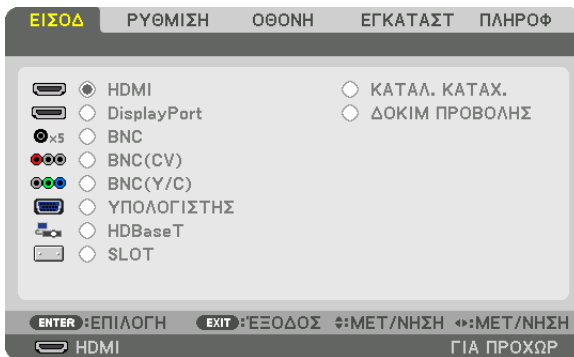 ΕΙΣΟΔ ΡΥΘΜΙΣΗ ΟΘΟΝΗ ΕΓΚΑΤΑΣΤ ΠΛΗΡΟΦ
HDMI ΚΑΤΑΛ. ΚΑΤΑΧ.
DisplayPort ΔΟΚΙΜ ΠΡΟΒΟΛΗΣ
×5 BNC
BNC(CV)
BNC(Y/C)
ΥΠΟΛΟΓΙΣΤΗΣ
HDBaseT
SLOT
ENTER :ΕΠΙΛΟΓΗ EXIT :ΈΞΟΔΟΣ :ΜΕΤ/ΝΗΣΗ :ΜΕΤ/ΝΗΣΗ
HDMI ΓΙΑ ΠΡΟΧΩΡ